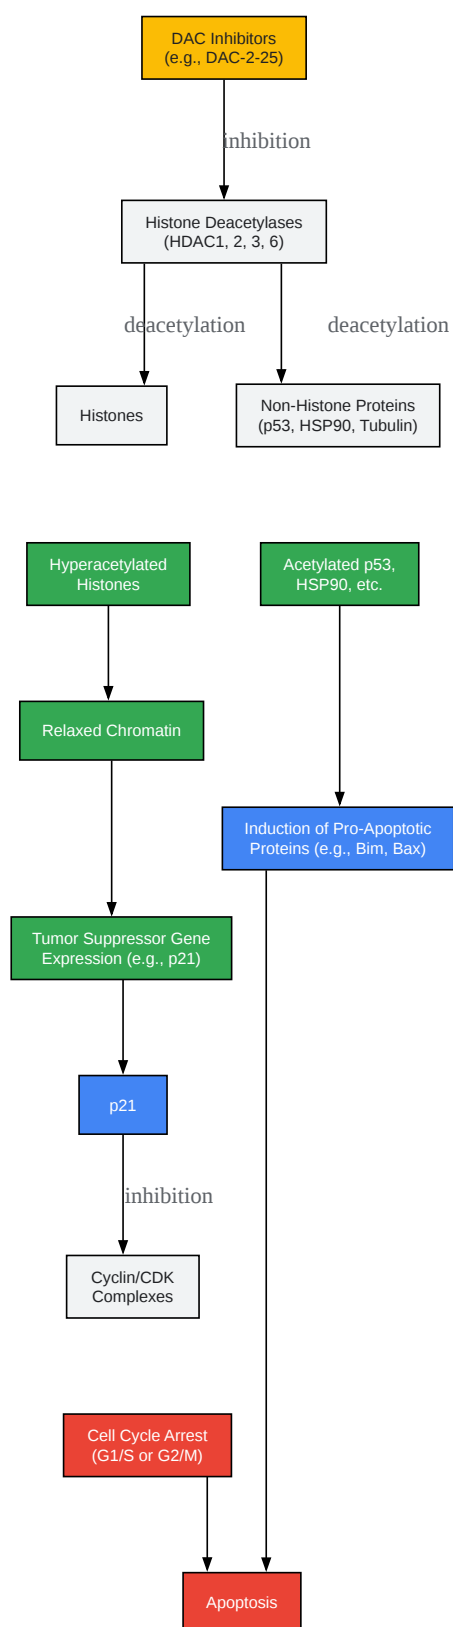 DAC Inhibitors
(e.g., DAC-2-25)
inhibition
Histone Deacetylases
(HDAC1, 2, 3, 6)
deacetylation
deacetylation
Histones
Non-Histone Proteins
(p53, HSP90, Tubulin)
Hyperacetylated
Histones
Acetylated p53,
HSP90, etc.
Relaxed Chromatin
Induction of Pro-Apoptotic
Proteins (e.g., Bim, Bax)
Tumor Suppressor Gene
Expression (e.g., p21)
p21
inhibition
Cyclin/CDK
Complexes
Cell Cycle Arrest
(G1/S or G2/M)
Apoptosis